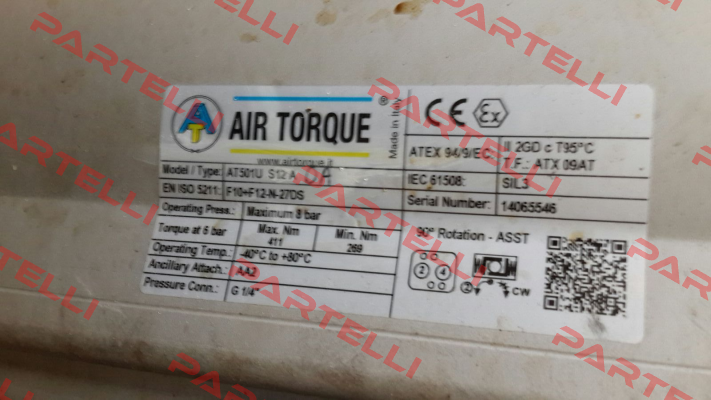 AIR TORQUE
®
Made in Italy
www.airtorque.it
Model / Type: AT501U S12 A
EN ISO 5211: F10+F12-N-27DS
Operating Press.: Maximum 8 bar
Torque at 6 bar Max. Nm 411 Min. Nm 269
Operating Temp.: -40°C to +80°C
Ancillary Attach.: AA2
Pressure Conn.: G 1/4"
CE Ex
ATEX 94/9/EC: II 2GD c T95°C
T.F.: ATX 09AT
IEC 61508: SIL3
Serial Number: 14065546
90° Rotation - ASST
2 4
2 CW
PARTELLI
PARTELLI
PARTELLI
PARTELLI
PARTELLI